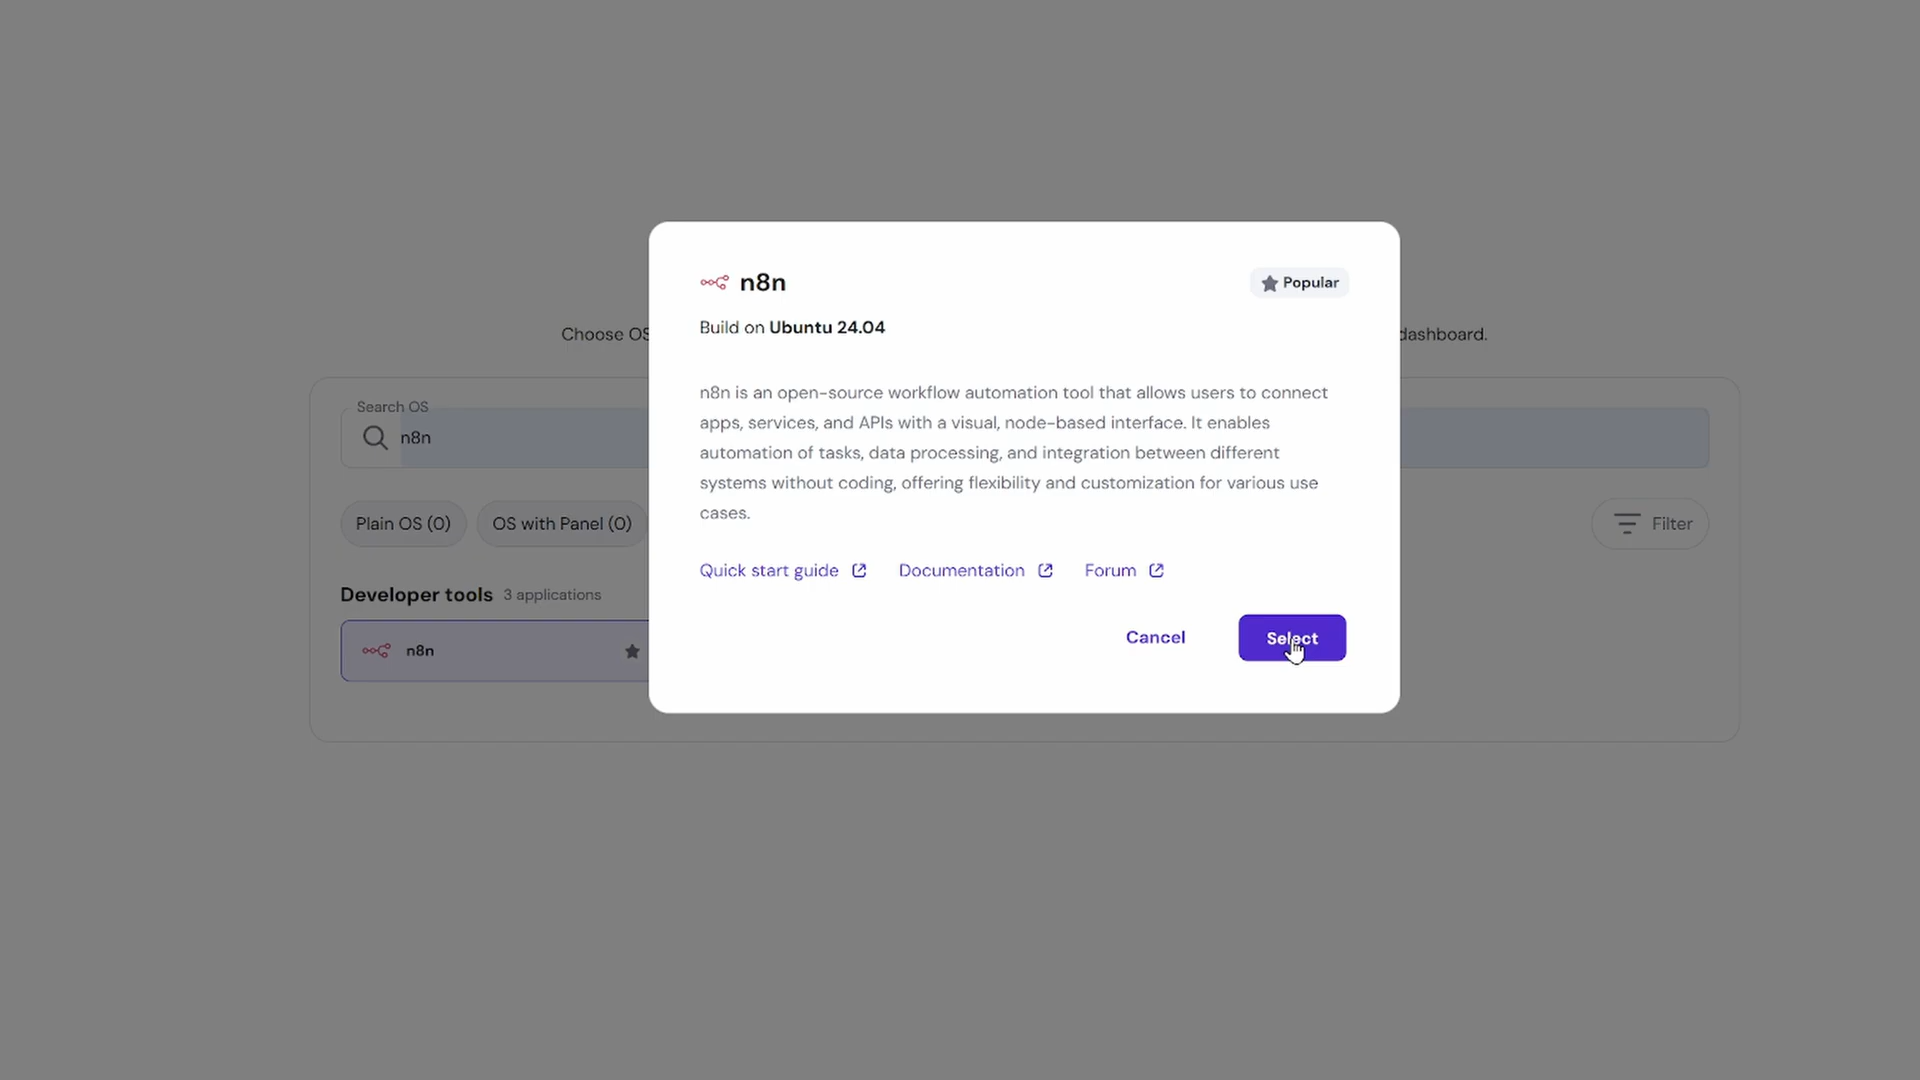 n8n
Popular
Build on Ubuntu 24.04
Choose OS
dashboard.
n8n is an open-source workflow automation tool that allows users to connect
apps, services, and APIs with a visual, node-based interface. It enables
automation of tasks, data processing, and integration between different
systems without coding, offering flexibility and customization for various use
cases.
Search OS
n8n
Plain OS (0)
OS with Panel (0)
Filter
Quick start guide
Documentation
Forum
Developer tools 3 applications
n8n
Cancel
Select